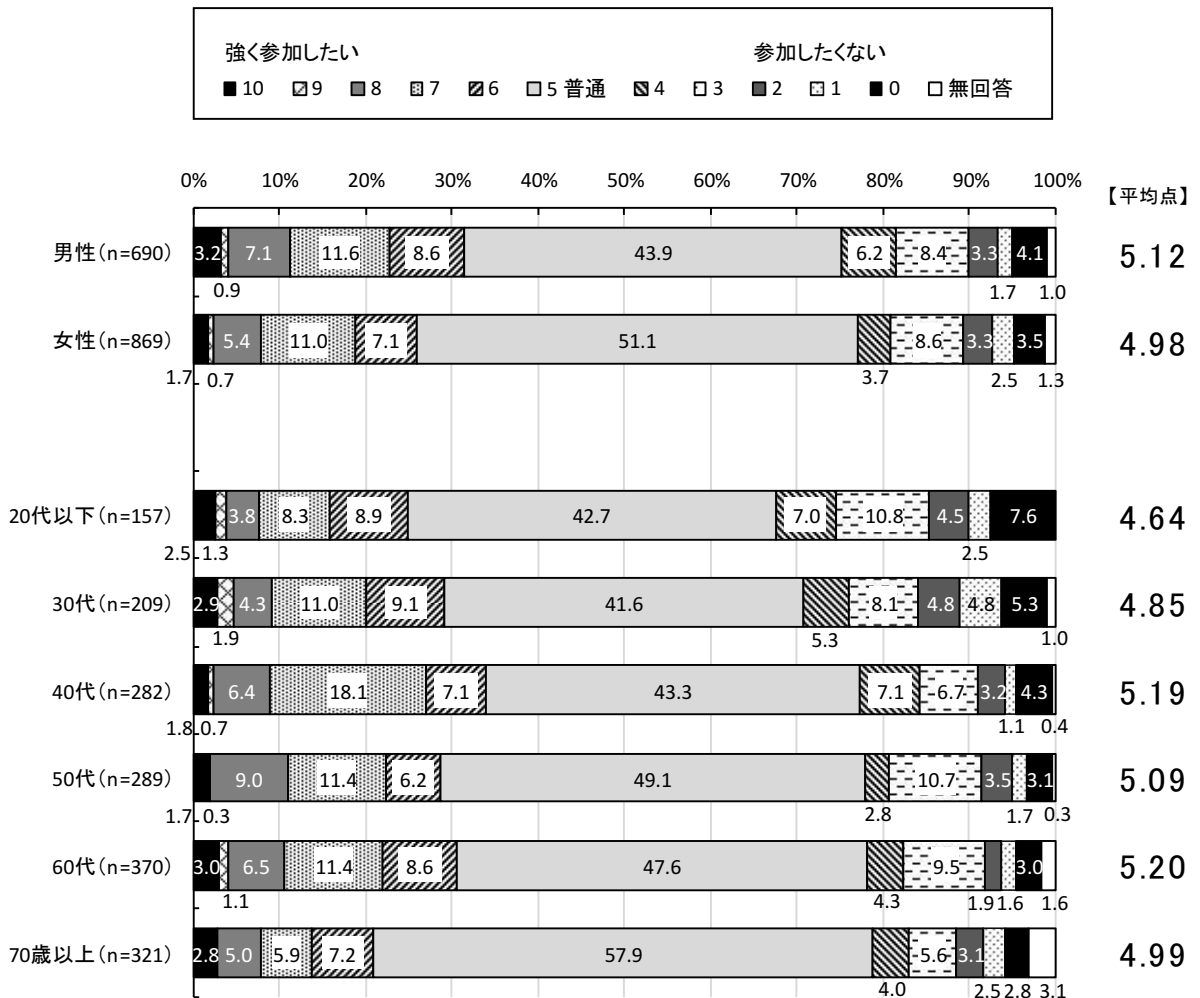 強く参加したい 参加したくない
10 9 8 7 6 5 普通 4 3 2 1 0 無回答
0% 10% 20% 30% 40% 50% 60% 70% 80% 90% 100%
【平均点】
男性(n=690) 3.2 7.1 11.6 8.6 43.9 6.2 8.4 3.3 4.1 5.12
0.9 1.7 1.0
女性(n=869) 5.4 11.0 7.1 51.1 8.6 3.3 3.5 4.98
1.7 0.7 3.7 2.5 1.3
20代以下(n=157) 3.8 8.3 8.9 42.7 7.0 10.8 4.5 7.6 4.64
2.5 1.3 2.5
30代(n=209) 2.9 4.3 11.0 9.1 41.6 8.1 4.8 4.8 5.3 4.85
1.9 5.3 1.0
40代(n=282) 6.4 18.1 7.1 43.3 7.1 6.7 3.2 4.3 5.19
1.8 0.7 1.1 0.4
50代(n=289) 9.0 11.4 6.2 49.1 10.7 3.5 3.1 5.09
1.7 0.3 2.8 1.7 0.3
60代(n=370) 3.0 6.5 11.4 8.6 47.6 9.5 3.0 5.20
1.1 4.3 1.9 1.6 1.6
70歳以上(n=321) 2.8 5.0 5.9 7.2 57.9 5.6 3.1 4.99
4.0 2.5 2.8 3.1